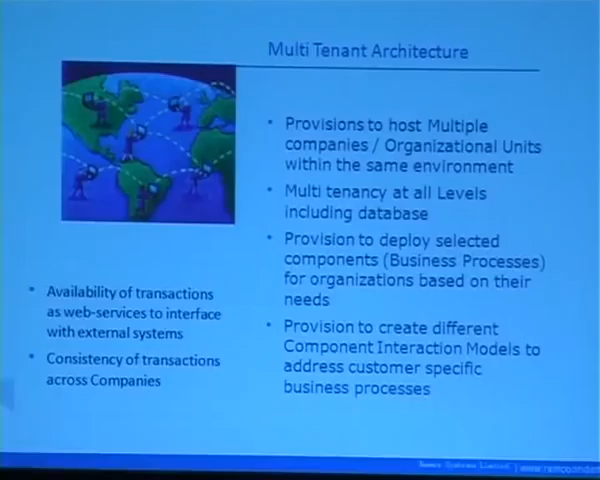 Multi Tenant Architecture
• Provisions to host Multiple
companies / Organizational Units
within the same environment
• Multi tenancy at all Levels
including database
• Provision to deploy selected
components (Business Processes)
for organizations based on their
needs
• Provision to create different
Component Interaction Models to
address customer specific
business processes
• Availability of transactions
as web-services to interface
with external systems
• Consistency of transactions
across Companies
Ramco Systems Limited |